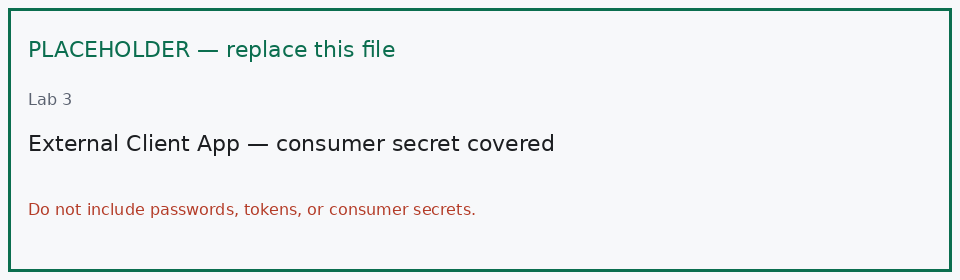 PLACEHOLDER — replace this file
Lab 3
External Client App — consumer secret covered
Do not include passwords, tokens, or consumer secrets.